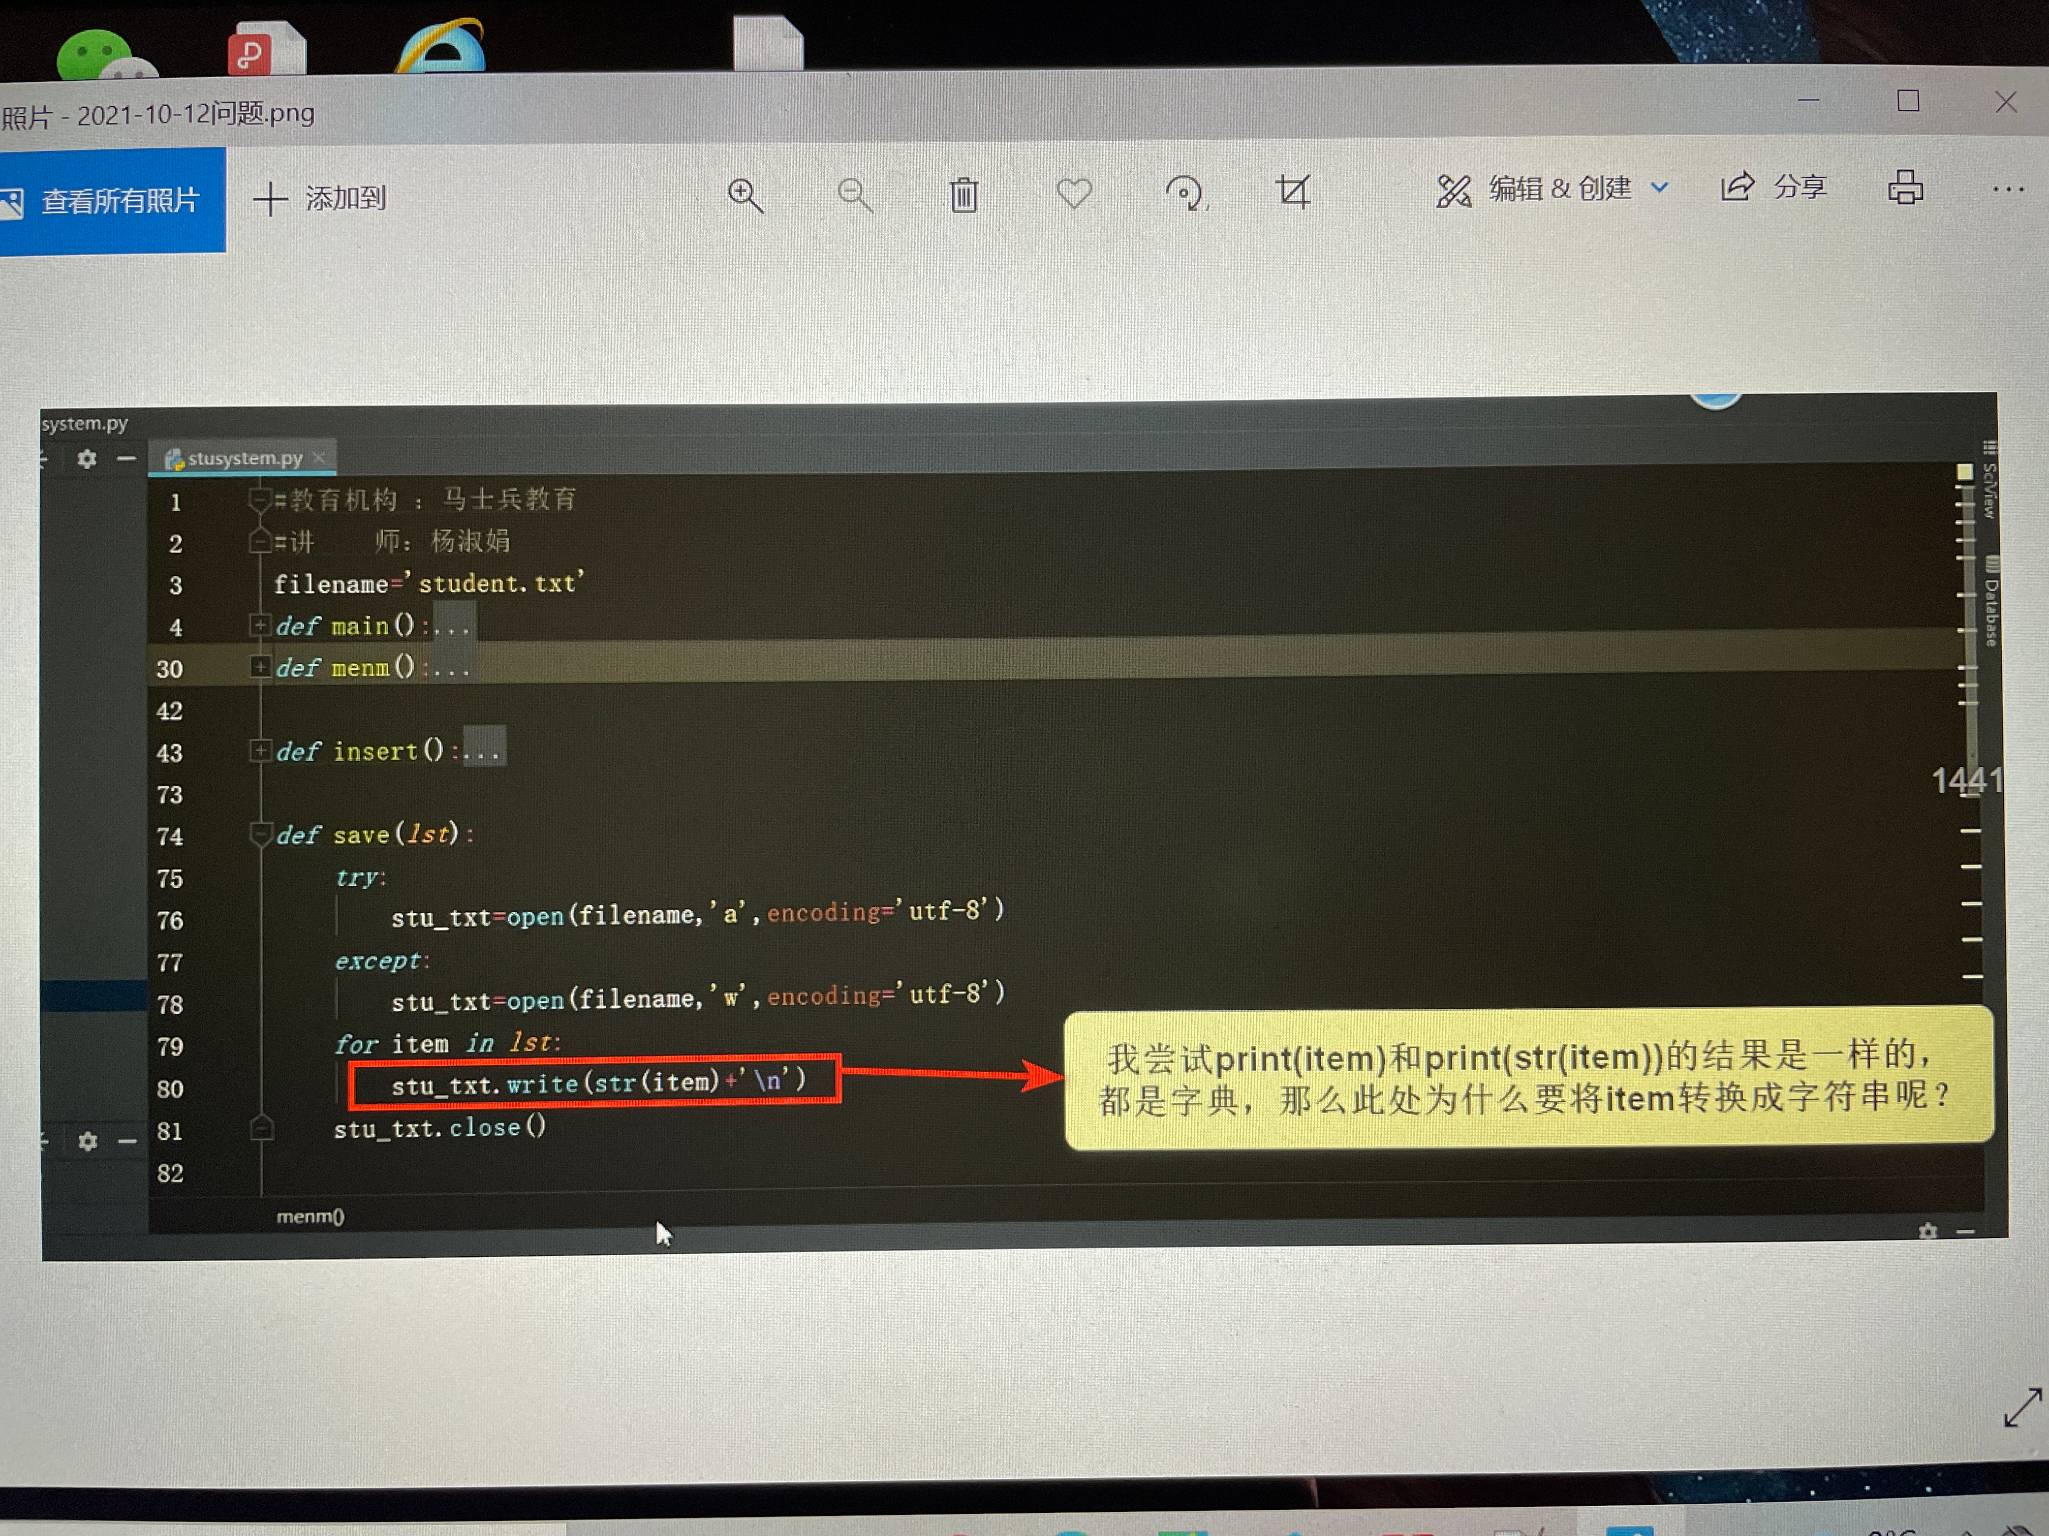 照片 - 2021-10-12问题.png
查看所有照片
添加到
编辑 & 创建
分享
system.py
stusystem.py
1 #教育机构 ：马士兵教育
2 #讲    师：杨淑娟
3 filename='student.txt'
4 def main():...
30 def menm():...
42
43 def insert():...
73
74 def save(lst):
75 try:
76 stu_txt=open(filename,'a',encoding='utf-8')
77 except:
78 stu_txt=open(filename,'w',encoding='utf-8')
79 for item in lst:
80 stu_txt.write(str(item)+'\n')
81 stu_txt.close()
82
menm()
SciView
Database
1441
我尝试print(item)和print(str(item))的结果是一样的，
都是字典，那么此处为什么要将item转换成字符串呢？